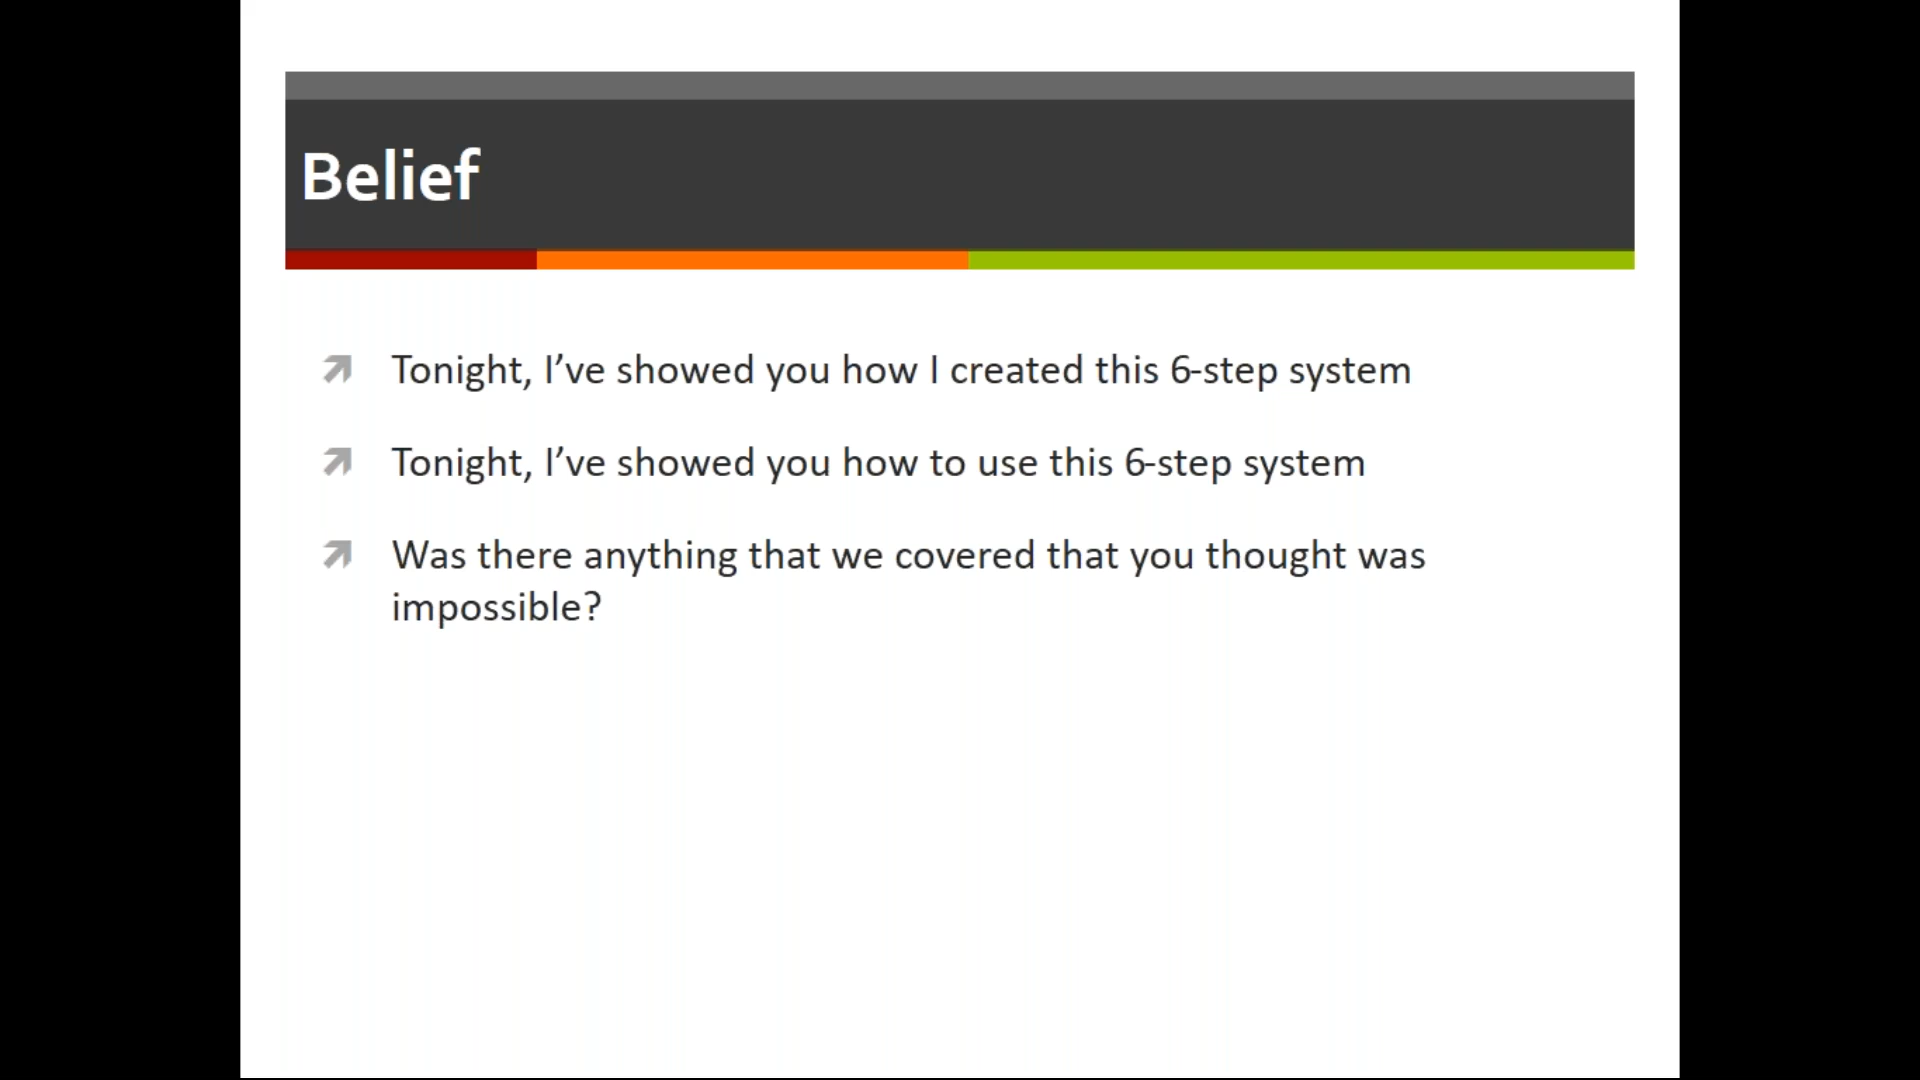 Belief
Tonight, I’ve showed you how I created this 6-step system
Tonight, I’ve showed you how to use this 6-step system
Was there anything that we covered that you thought was
impossible?